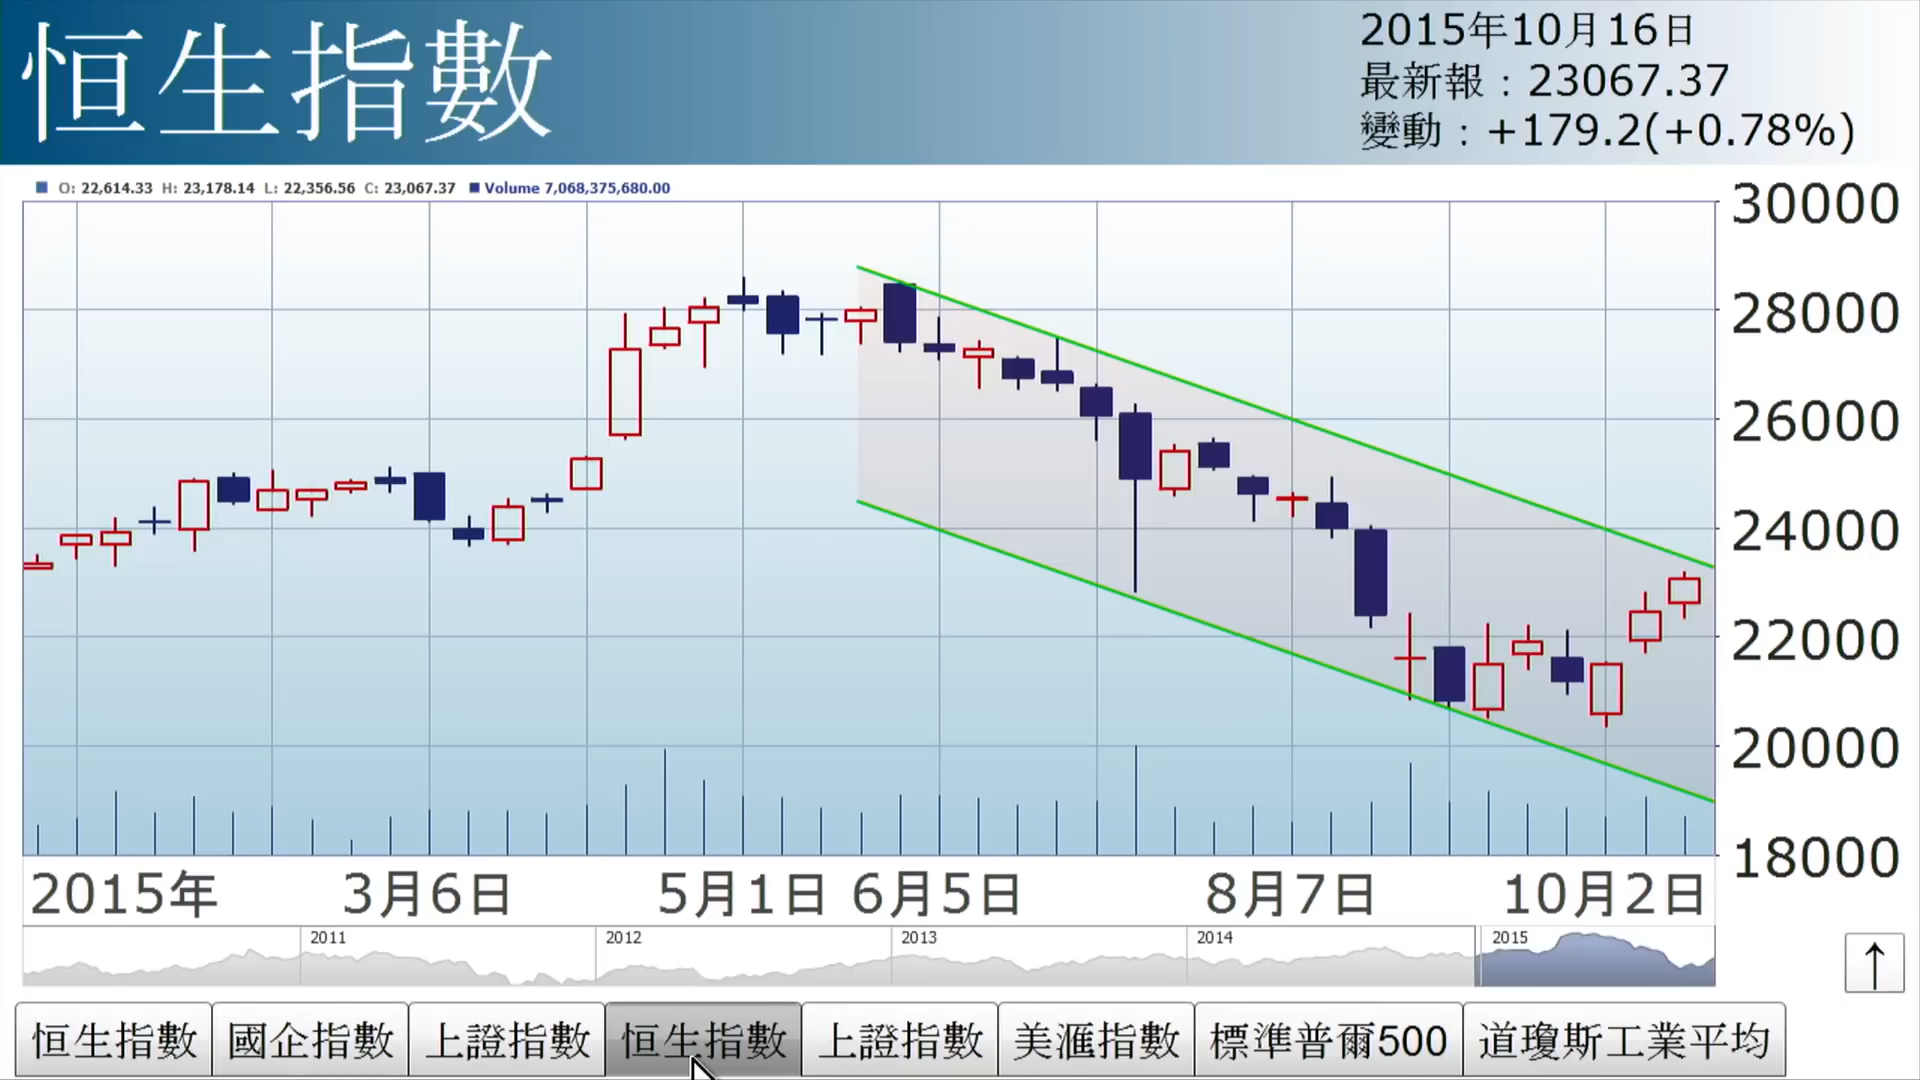 恒生指數
2015年10月16日
最新報：23067.37
變動：+179.2(+0.78%)
O: 22,614.33 H: 23,178.14 L: 22,356.56 C: 23,067.37 Volume 7,068,375,680.00
30000
28000
26000
24000
22000
20000
18000
2015年 3月6日 5月1日 6月5日 8月7日 10月2日
2011 2012 2013 2014 2015
↑
恒生指數 國企指數 上證指數 恒生指數 上證指數 美滙指數 標準普爾500 道瓊斯工業平均